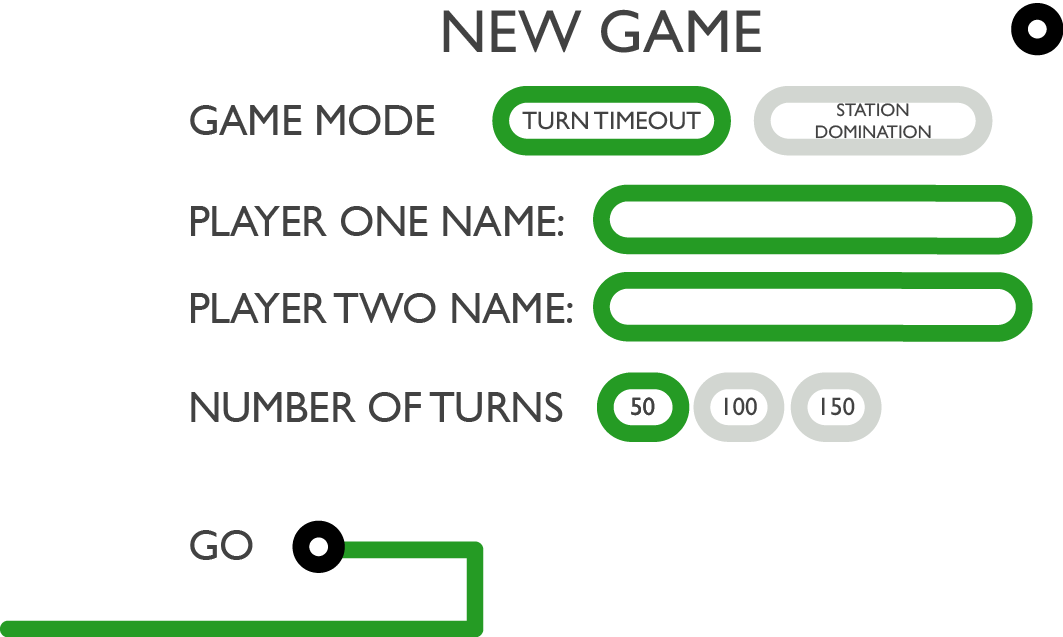 NEW GAME
GAME MODE
TURN TIMEOUT
STATION
DOMINATION
PLAYER ONE NAME:
PLAYER TWO NAME:
NUMBER OF TURNS
50
100
150
GO